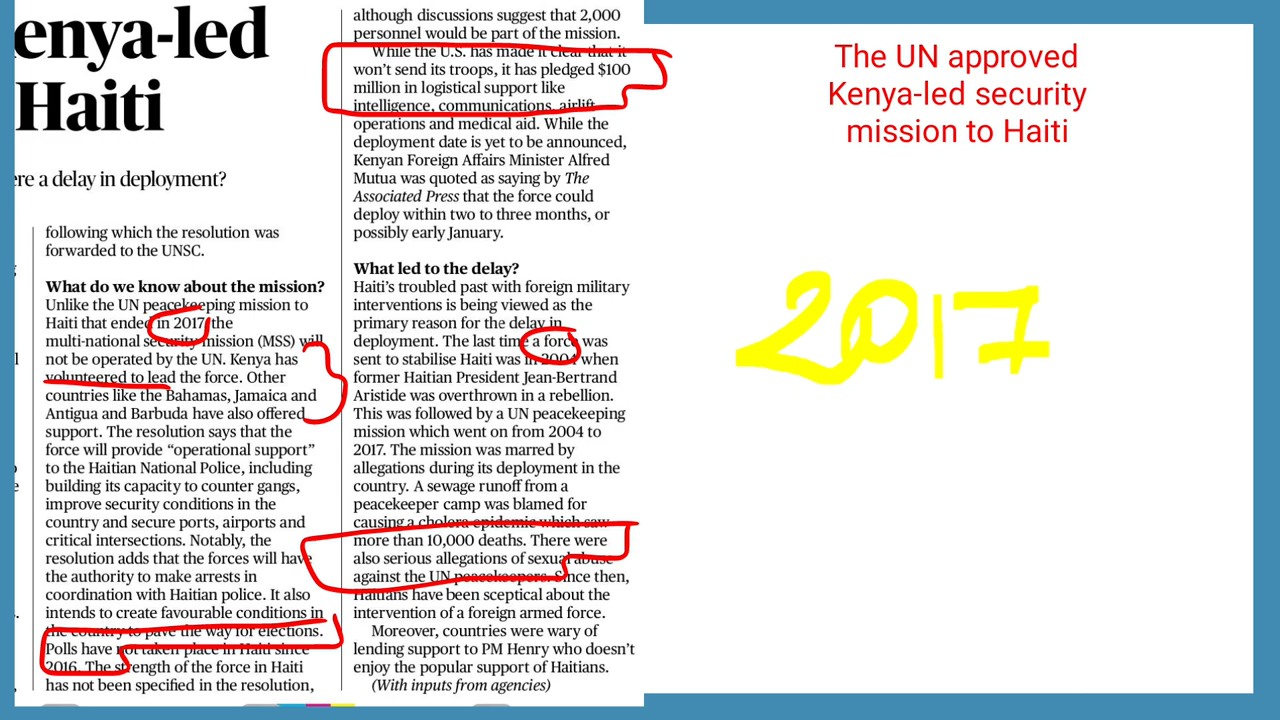 enya-led
Haiti
ere a delay in deployment?
following which the resolution was
forwarded to the UNSC.
What do we know about the mission?
Unlike the UN peacekeeping mission to
Haiti that ended in 2017, the
multi-national security mission (MSS) will
not be operated by the UN. Kenya has
volunteered to lead the force. Other
countries like the Bahamas, Jamaica and
Antigua and Barbuda have also offered
support. The resolution says that the
force will provide “operational support”
to the Haitian National Police, including
building its capacity to counter gangs,
improve security conditions in the
country and secure ports, airports and
critical intersections. Notably, the
resolution adds that the forces will have
the authority to make arrests in
coordination with Haitian police. It also
intends to create favourable conditions in
the country to pave the way for elections.
Polls have not taken place in Haiti since
2016. The strength of the force in Haiti
has not been specified in the resolution,
although discussions suggest that 2,000
personnel would be part of the mission.
While the U.S. has made it clear that it
won’t send its troops, it has pledged $100
million in logistical support like
intelligence, communications, airlift
operations and medical aid. While the
deployment date is yet to be announced,
Kenyan Foreign Affairs Minister Alfred
Mutua was quoted as saying by The
Associated Press that the force could
deploy within two to three months, or
possibly early January.
What led to the delay?
Haiti’s troubled past with foreign military
interventions is being viewed as the
primary reason for the delay in
deployment. The last time a force was
sent to stabilise Haiti was in 2004 when
former Haitian President Jean-Bertrand
Aristide was overthrown in a rebellion.
This was followed by a UN peacekeeping
mission which went on from 2004 to
2017. The mission was marred by
allegations during its deployment in the
country. A sewage runoff from a
peacekeeper camp was blamed for
causing a cholera epidemic which saw
more than 10,000 deaths. There were
also serious allegations of sexual abuse
against the UN peacekeepers. Since then,
Haitians have been sceptical about the
intervention of a foreign armed force.
Moreover, countries were wary of
lending support to PM Henry who doesn’t
enjoy the popular support of Haitians.
(With inputs from agencies)
The UN approved
Kenya-led security
mission to Haiti
2017